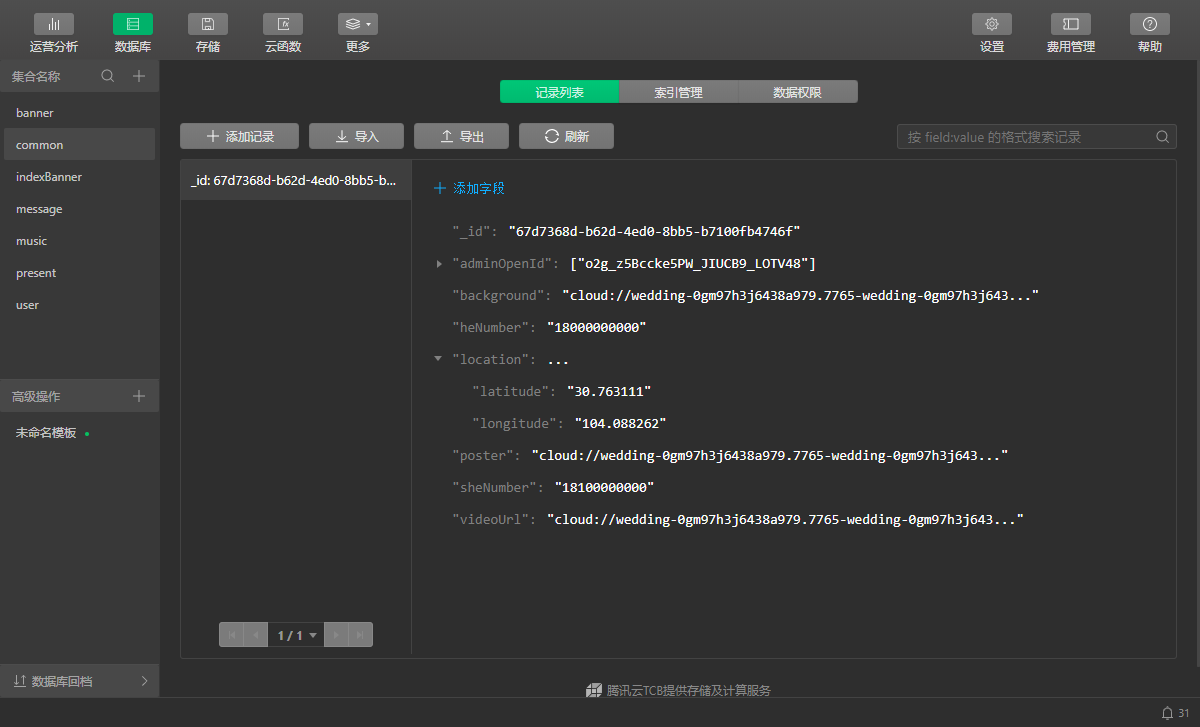 运营分析
数据库
存储
云函数
更多
设置
费用管理
帮助
集合名称
banner
common
indexBanner
message
music
present
user
高级操作
未命名模板
数据库回档
记录列表
索引管理
数据权限
添加记录
导入
导出
刷新
按 field:value 的格式搜索记录
_id: 67d7368d-b62d-4ed0-8bb5-b...
1 / 1
添加字段
"_id": "67d7368d-b62d-4ed0-8bb5-b7100fb4746f"
"adminOpenId": ["o2g_z5Bccke5PW_JIUCB9_LOTV48"]
"background": "cloud://wedding-0gm97h3j6438a979.7765-wedding-0gm97h3j643..."
"heNumber": "18000000000"
"location": ...
"latitude": "30.763111"
"longitude": "104.088262"
"poster": "cloud://wedding-0gm97h3j6438a979.7765-wedding-0gm97h3j643..."
"sheNumber": "18100000000"
"videoUrl": "cloud://wedding-0gm97h3j6438a979.7765-wedding-0gm97h3j643..."
腾讯云TCB提供存储及计算服务
31